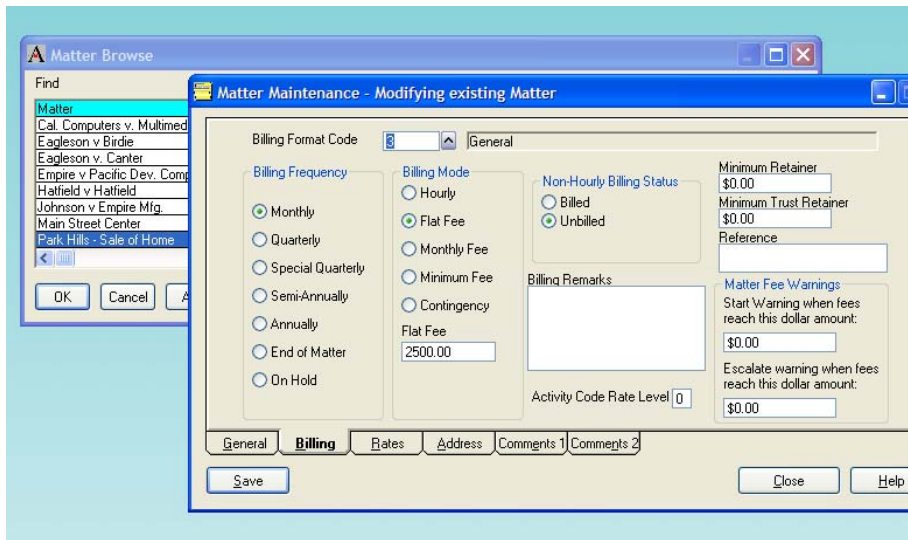 Matter Browse
Find
Matter
Cal. Computers v. Multimed
Eagleson v Birdie
Eagleson v. Canter
Empire v Pacific Dev. Comp
Hatfield v Hatfield
Johnson v Empire Mfg.
Main Street Center
Park Hills - Sale of Home
OK
Cancel
A
Matter Maintenance - Modifying existing Matter
Billing Format Code 3 General
Billing Frequency
Monthly
Quarterly
Special Quarterly
Semi-Annually
Annually
End of Matter
On Hold
Billing Mode
Hourly
Flat Fee
Monthly Fee
Minimum Fee
Contingency
Flat Fee
2500.00
Non-Hourly Billing Status
Billed
Unbilled
Billing Remarks
Activity Code Rate Level 0
Minimum Retainer
$0.00
Minimum Trust Retainer
$0.00
Reference
Matter Fee Warnings
Start Warning when fees
reach this dollar amount:
$0.00
Escalate warning when fees
reach this dollar amount:
$0.00
General Billing Rates Address Comments 1 Comments 2
Save Close Help